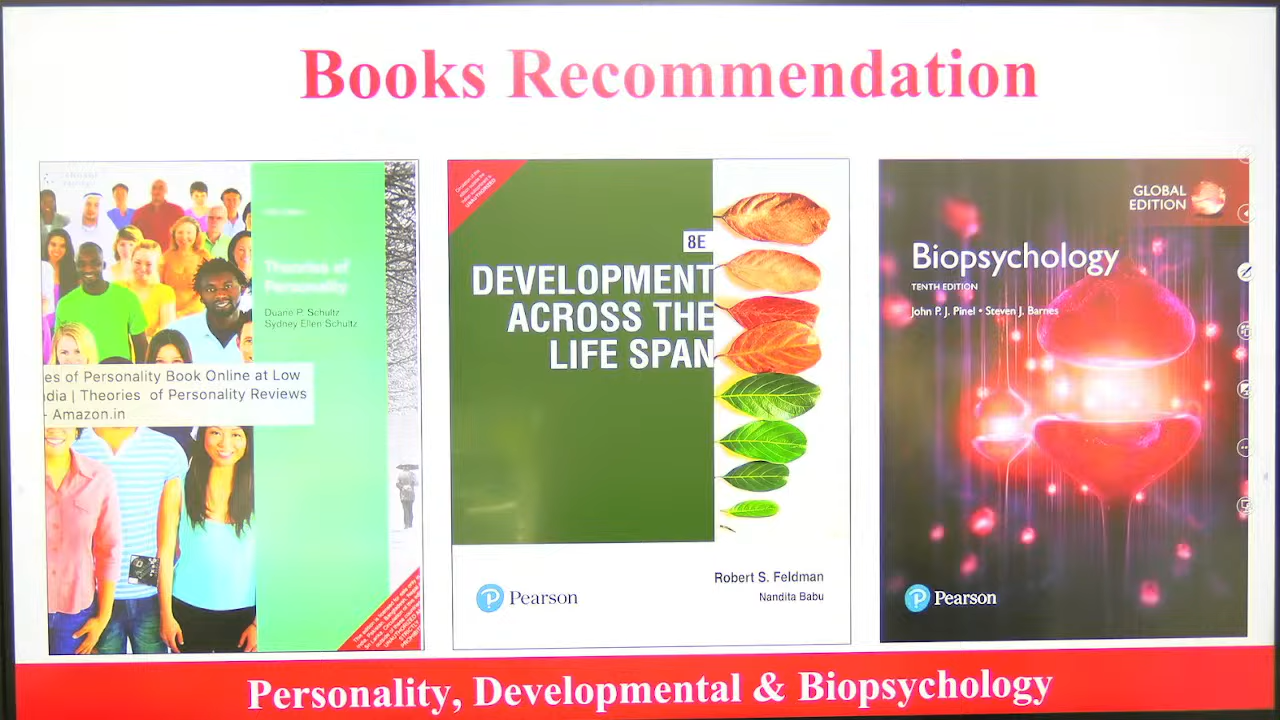 Books Recommendation
Theories of
Personality
Duane P. Schultz
Sydney Ellen Schultz
es of Personality Book Online at Low
dia | Theories of Personality Reviews
- Amazon.in
8E
DEVELOPMENT
ACROSS THE
LIFE SPAN
Robert S. Feldman
Nandita Babu
Pearson
GLOBAL
EDITION
Biopsychology
TENTH EDITION
John P. J. Pinel • Steven J. Barnes
Pearson
Personality, Developmental & Biopsychology